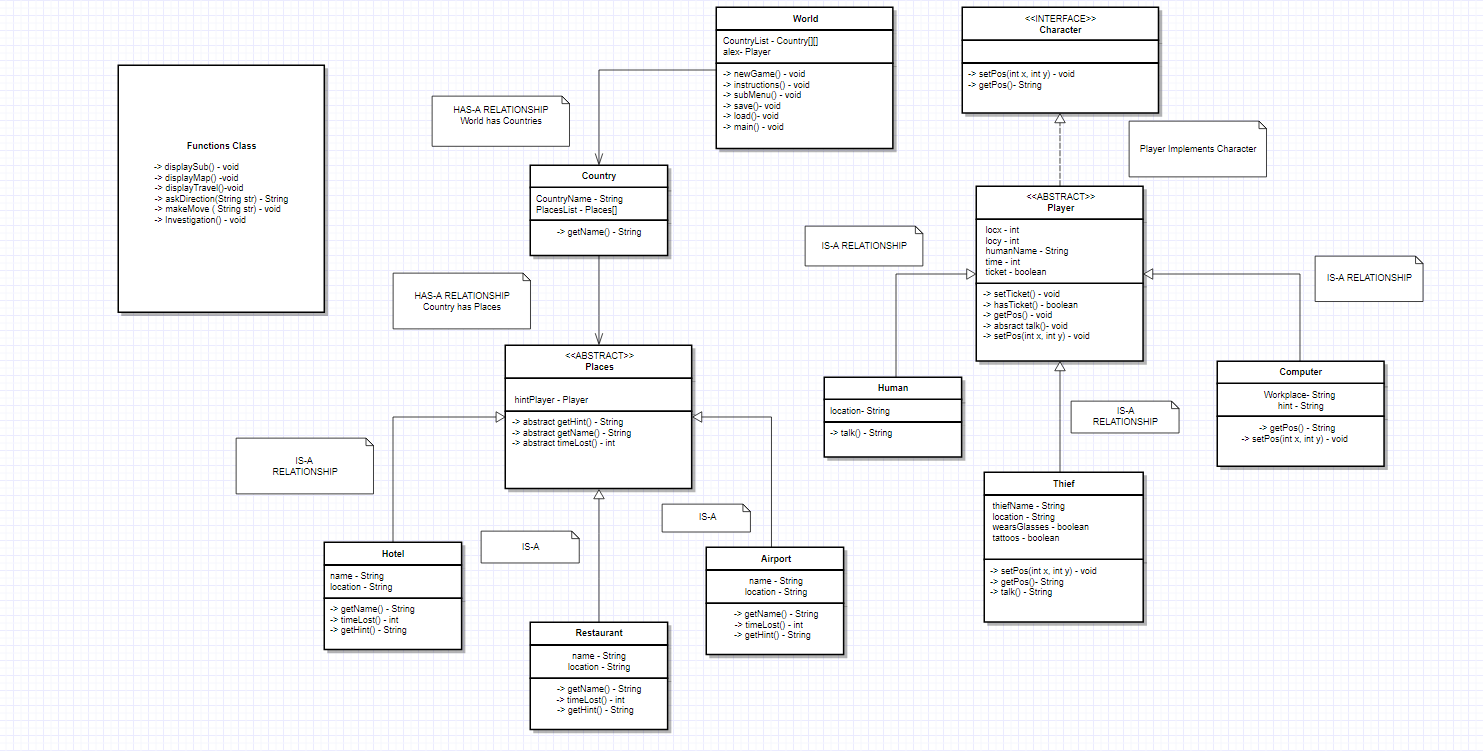 World
CountryList - Country[][]
alex- Player
-> newGame() - void
-> instructions() - void
-> subMenu() - void
-> save()- void
-> load()- void
-> main() - void
<<INTERFACE>>
Character
-> setPos(int x, int y) - void
-> getPos()- String
Functions Class
-> displaySub() - void
-> displayMap() -void
-> displayTravel()-void
-> askDirection(String str) - String
-> makeMove ( String str) - void
-> Investigation() - void
HAS-A RELATIONSHIP
World has Countries
Player Implements Character
Country
CountryName - String
PlacesList - Places[]
-> getName() - String
<<ABSTRACT>>
Player
locx - int
locy - int
humanName - String
time - int
ticket - boolean
-> setTicket() - void
-> hasTicket() - boolean
-> getPos() - void
-> absract talk()- void
-> setPos(int x, int y) - void
IS-A RELATIONSHIP
IS-A RELATIONSHIP
HAS-A RELATIONSHIP
Country has Places
<<ABSTRACT>>
Places
hintPlayer - Player
-> abstract getHint() - String
-> abstract getName() - String
-> abstract timeLost() - int
Human
location- String
-> talk() - String
Computer
Workplace- String
hint - String
-> getPos() - String
-> setPos(int x, int y) - void
IS-A
RELATIONSHIP
IS-A
RELATIONSHIP
Thief
thiefName - String
location - String
wearsGlasses - boolean
tattoos - boolean
-> setPos(int x, int y) - void
-> getPos()- String
-> talk() - String
IS-A
IS-A
Hotel
name - String
location - String
-> getName() - String
-> timeLost() - int
-> getHint() - String
Airport
name - String
location - String
-> getName() - String
-> timeLost() - int
-> getHint() - String
Restaurant
name - String
location - String
-> getName() - String
-> timeLost() - int
-> getHint() - String